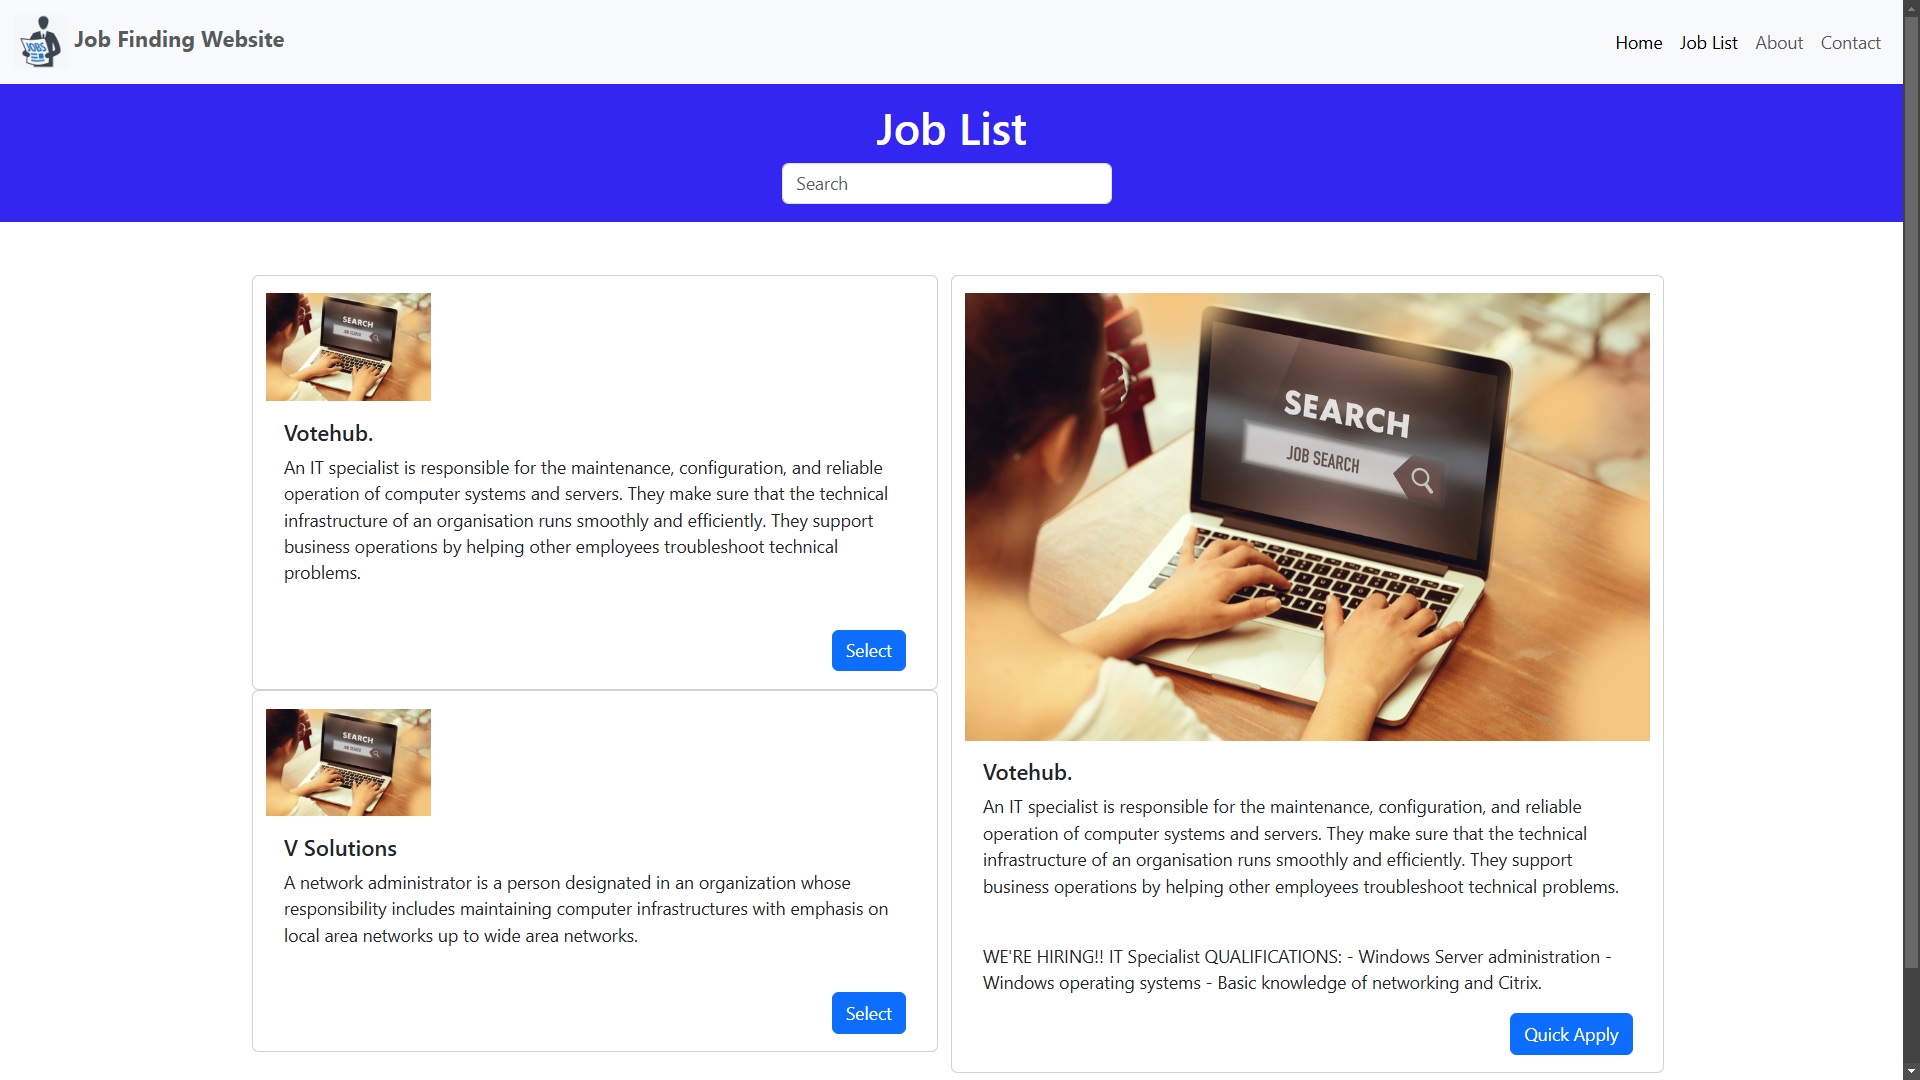 JOBS
Job Finding Website
Home Job List About Contact
Job List
Search
SEARCH
JOB SEARCH
Votehub.
An IT specialist is responsible for the maintenance, configuration, and reliable
operation of computer systems and servers. They make sure that the technical
infrastructure of an organisation runs smoothly and efficiently. They support
business operations by helping other employees troubleshoot technical
problems.
Select
SEARCH
JOB SEARCH
V Solutions
A network administrator is a person designated in an organization whose
responsibility includes maintaining computer infrastructures with emphasis on
local area networks up to wide area networks.
Select
SEARCH
JOB SEARCH
Votehub.
An IT specialist is responsible for the maintenance, configuration, and reliable
operation of computer systems and servers. They make sure that the technical
infrastructure of an organisation runs smoothly and efficiently. They support
business operations by helping other employees troubleshoot technical problems.
WE'RE HIRING!! IT Specialist QUALIFICATIONS: - Windows Server administration -
Windows operating systems - Basic knowledge of networking and Citrix.
Quick Apply